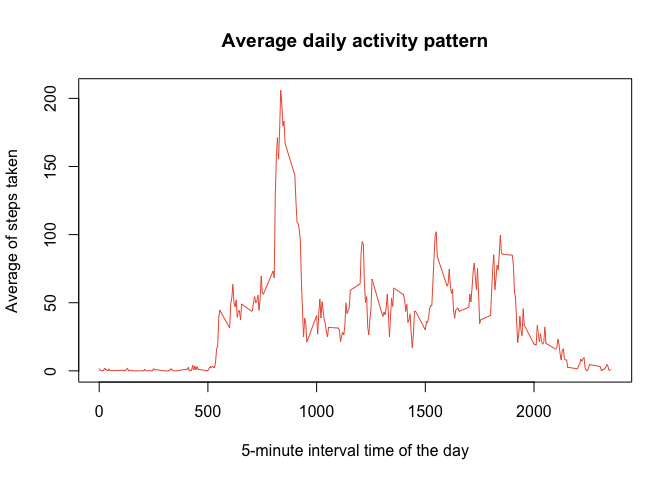 Average daily activity pattern
Average of steps taken
200
150
100
50
0
0 500 1000 1500 2000
5-minute interval time of the day